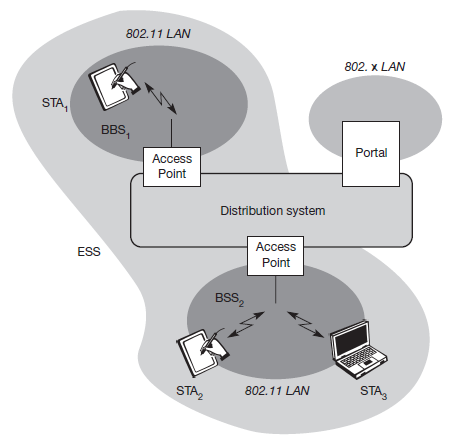 802.11 LAN
802. x LAN
STA1
BBS1
Access
Point
Portal
Distribution system
ESS
Access
Point
BSS2
STA2
802.11 LAN
STA3